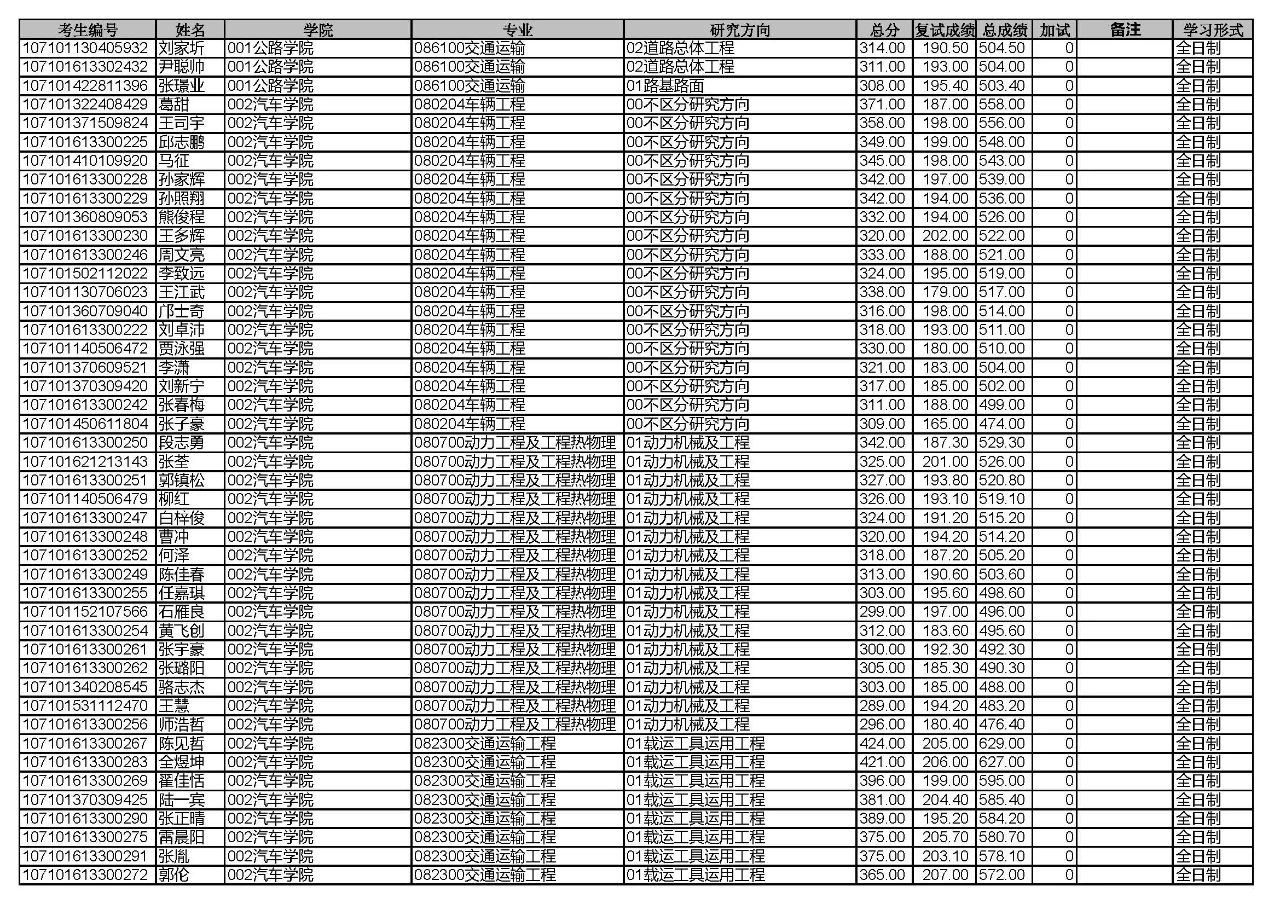 考生编号 姓名 学院 专业 研究方向 总分 复试成绩 总成绩 加试 备注 学习形式
107101130405932 刘家圻 001公路学院 086100交通运输 02道路总体工程 314.00 190.50 504.50 0 全日制
107101613302432 尹聪帅 001公路学院 086100交通运输 02道路总体工程 311.00 193.00 504.00 0 全日制
107101422811396 张璟业 001公路学院 086100交通运输 01路基路面 308.00 195.40 503.40 0 全日制
107101322408429 葛甜 002汽车学院 080204车辆工程 00不区分研究方向 371.00 187.00 558.00 0 全日制
107101371509824 王司宇 002汽车学院 080204车辆工程 00不区分研究方向 358.00 198.00 556.00 0 全日制
107101613300225 邱志鹏 002汽车学院 080204车辆工程 00不区分研究方向 349.00 199.00 548.00 0 全日制
107101410109920 马征 002汽车学院 080204车辆工程 00不区分研究方向 345.00 198.00 543.00 0 全日制
107101613300228 孙家辉 002汽车学院 080204车辆工程 00不区分研究方向 342.00 197.00 539.00 0 全日制
107101613300229 孙照翔 002汽车学院 080204车辆工程 00不区分研究方向 342.00 194.00 536.00 0 全日制
107101360809053 熊俊程 002汽车学院 080204车辆工程 00不区分研究方向 332.00 194.00 526.00 0 全日制
107101613300230 王多辉 002汽车学院 080204车辆工程 00不区分研究方向 320.00 202.00 522.00 0 全日制
107101613300246 周文亮 002汽车学院 080204车辆工程 00不区分研究方向 333.00 188.00 521.00 0 全日制
107101502112022 李致远 002汽车学院 080204车辆工程 00不区分研究方向 324.00 195.00 519.00 0 全日制
107101130706023 王江武 002汽车学院 080204车辆工程 00不区分研究方向 338.00 179.00 517.00 0 全日制
107101360709040 邝士奇 002汽车学院 080204车辆工程 00不区分研究方向 316.00 198.00 514.00 0 全日制
107101613300222 刘卓沛 002汽车学院 080204车辆工程 00不区分研究方向 318.00 193.00 511.00 0 全日制
107101140506472 贾泳强 002汽车学院 080204车辆工程 00不区分研究方向 330.00 180.00 510.00 0 全日制
107101370609521 李潇 002汽车学院 080204车辆工程 00不区分研究方向 321.00 183.00 504.00 0 全日制
107101370309420 刘新宁 002汽车学院 080204车辆工程 00不区分研究方向 317.00 185.00 502.00 0 全日制
107101613300242 张春梅 002汽车学院 080204车辆工程 00不区分研究方向 311.00 188.00 499.00 0 全日制
107101450611804 张子豪 002汽车学院 080204车辆工程 00不区分研究方向 309.00 165.00 474.00 0 全日制
107101613300250 段志勇 002汽车学院 080700动力工程及工程热物理 01动力机械及工程 342.00 187.30 529.30 0 全日制
107101621213143 张荃 002汽车学院 080700动力工程及工程热物理 01动力机械及工程 325.00 201.00 526.00 0 全日制
107101613300251 郭镇松 002汽车学院 080700动力工程及工程热物理 01动力机械及工程 327.00 193.80 520.80 0 全日制
107101140506479 柳红 002汽车学院 080700动力工程及工程热物理 01动力机械及工程 326.00 193.10 519.10 0 全日制
107101613300247 白梓俊 002汽车学院 080700动力工程及工程热物理 01动力机械及工程 324.00 191.20 515.20 0 全日制
107101613300248 曹冲 002汽车学院 080700动力工程及工程热物理 01动力机械及工程 320.00 194.20 514.20 0 全日制
107101613300252 何泽 002汽车学院 080700动力工程及工程热物理 01动力机械及工程 318.00 187.20 505.20 0 全日制
107101613300249 陈佳春 002汽车学院 080700动力工程及工程热物理 01动力机械及工程 313.00 190.60 503.60 0 全日制
107101613300255 任嘉琪 002汽车学院 080700动力工程及工程热物理 01动力机械及工程 303.00 195.60 498.60 0 全日制
107101152107566 石雁良 002汽车学院 080700动力工程及工程热物理 01动力机械及工程 299.00 197.00 496.00 0 全日制
107101613300254 黄飞创 002汽车学院 080700动力工程及工程热物理 01动力机械及工程 312.00 183.60 495.60 0 全日制
107101613300261 张宇豪 002汽车学院 080700动力工程及工程热物理 01动力机械及工程 300.00 192.30 492.30 0 全日制
107101613300262 张璐阳 002汽车学院 080700动力工程及工程热物理 01动力机械及工程 305.00 185.30 490.30 0 全日制
107101340208545 骆志杰 002汽车学院 080700动力工程及工程热物理 01动力机械及工程 303.00 185.00 488.00 0 全日制
107101531112470 王慧 002汽车学院 080700动力工程及工程热物理 01动力机械及工程 289.00 194.20 483.20 0 全日制
107101613300256 师浩哲 002汽车学院 080700动力工程及工程热物理 01动力机械及工程 296.00 180.40 476.40 0 全日制
107101613300267 陈见哲 002汽车学院 082300交通运输工程 01载运工具运用工程 424.00 205.00 629.00 0 全日制
107101613300283 全煜坤 002汽车学院 082300交通运输工程 01载运工具运用工程 421.00 206.00 627.00 0 全日制
107101613300269 翟佳恬 002汽车学院 082300交通运输工程 01载运工具运用工程 396.00 199.00 595.00 0 全日制
107101370309425 陆一宾 002汽车学院 082300交通运输工程 01载运工具运用工程 381.00 204.40 585.40 0 全日制
107101613300290 张正晴 002汽车学院 082300交通运输工程 01载运工具运用工程 389.00 195.20 584.20 0 全日制
107101613300275 雷晨阳 002汽车学院 082300交通运输工程 01载运工具运用工程 375.00 205.70 580.70 0 全日制
107101613300291 张胤 002汽车学院 082300交通运输工程 01载运工具运用工程 375.00 203.10 578.10 0 全日制
107101613300272 郭伦 002汽车学院 082300交通运输工程 01载运工具运用工程 365.00 207.00 572.00 0 全日制